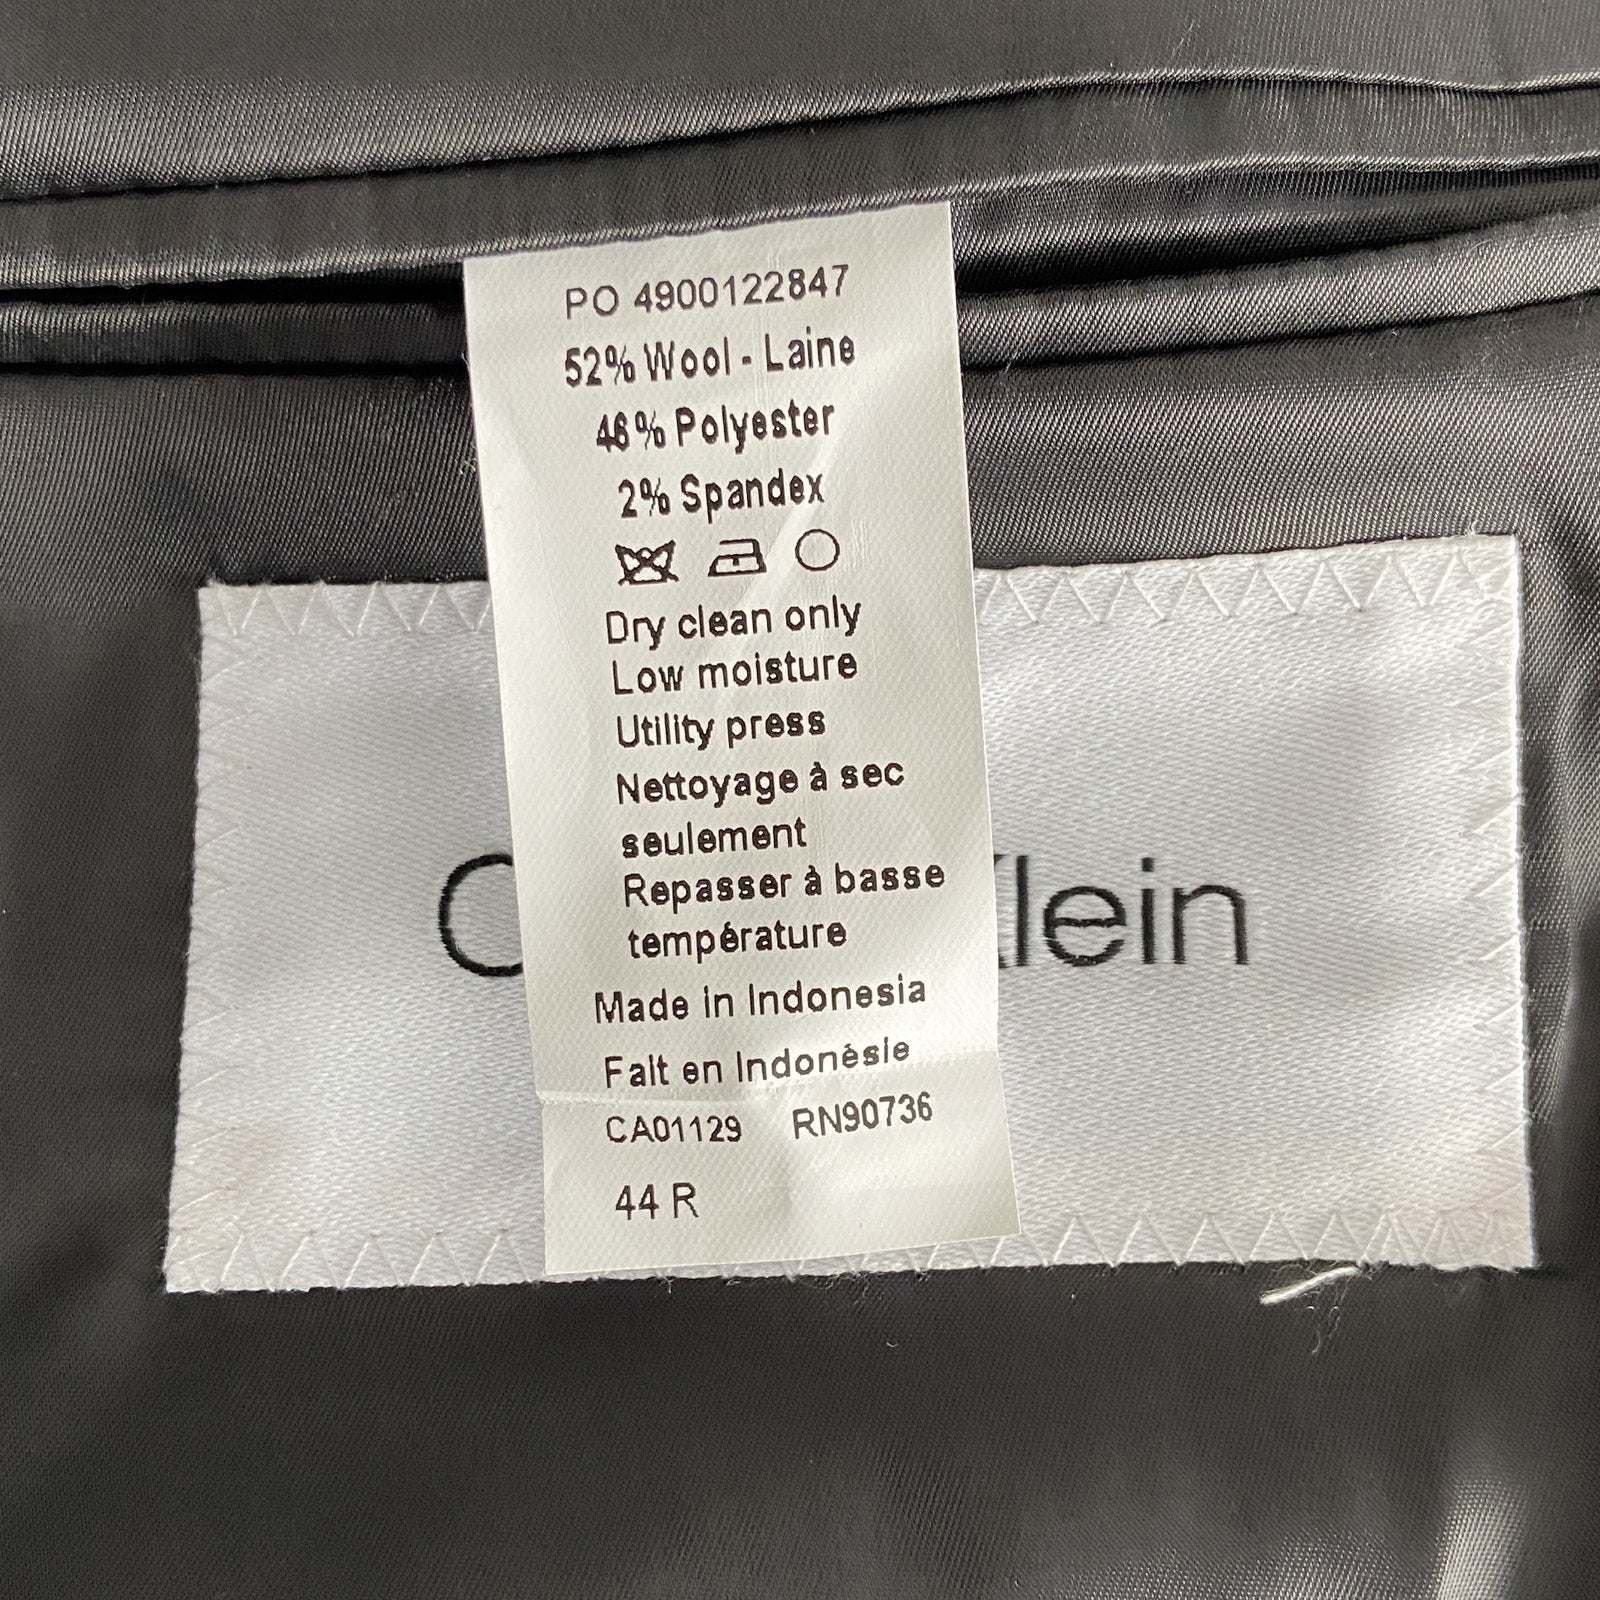 PO 4900122847
52% Wool - Laine
46% Polyester
2% Spandex
Dry clean only
Low moisture
Utility press
Nettoyage à sec
seulement
Repasser à basse
température
Made in Indonesia
Fait en Indonésie
CA01129 RN90736
44 R
C Klein